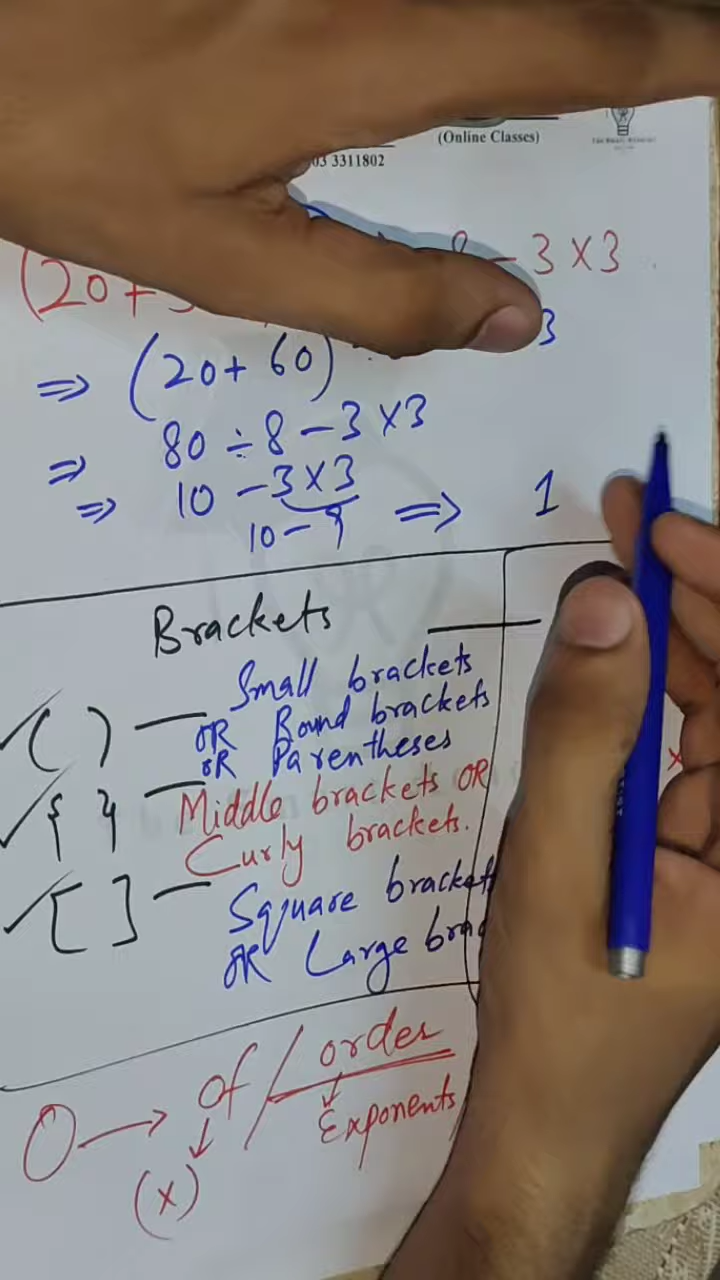 (Online Classes)
03 3311802
(20+ 8 - 3 × 3
⇒ (20+ 60) 3
⇒ 80 ÷ 8 - 3 × 3
⇒ 10 - 3 × 3
10 - 9 ⇒ 1
Brackets
( ) — Small brackets
OR Round brackets
OR Parentheses
{ } — Middle brackets OR
Curly brackets.
[ ] — Square bracket
OR Large brac
O → of / order
↓ ↓
(×) Exponents